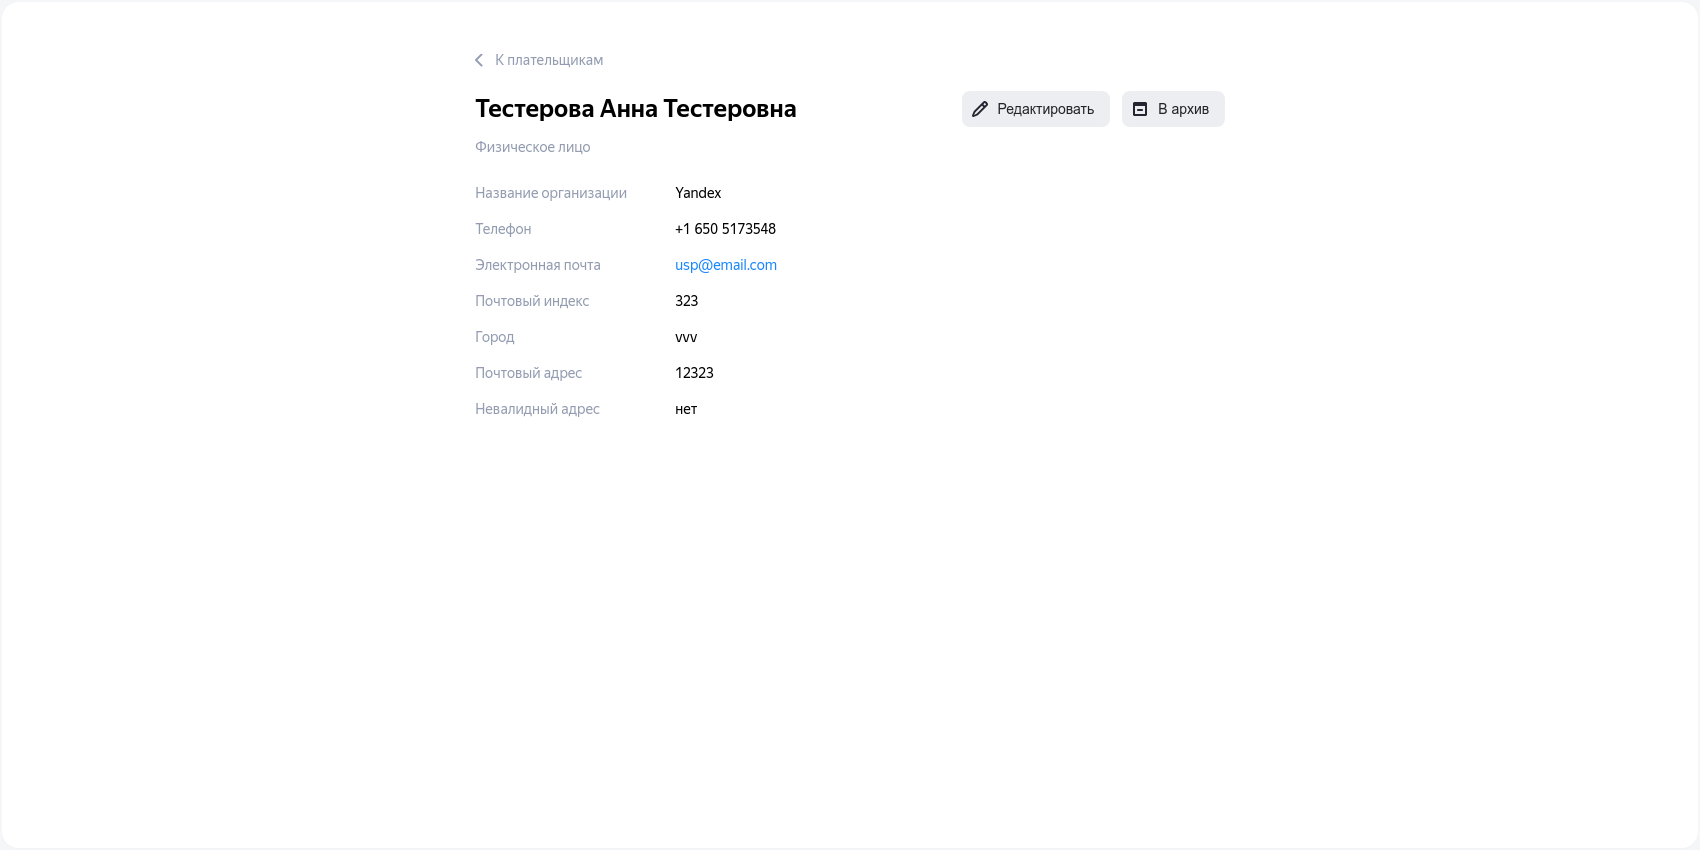 К плательщикам
Тестерова Анна Тестеровна
Редактировать
В архив
Физическое лицо
Название организации Yandex
Телефон +1 650 5173548
Электронная почта usp@email.com
Почтовый индекс 323
Город vvv
Почтовый адрес 12323
Невалидный адрес нет